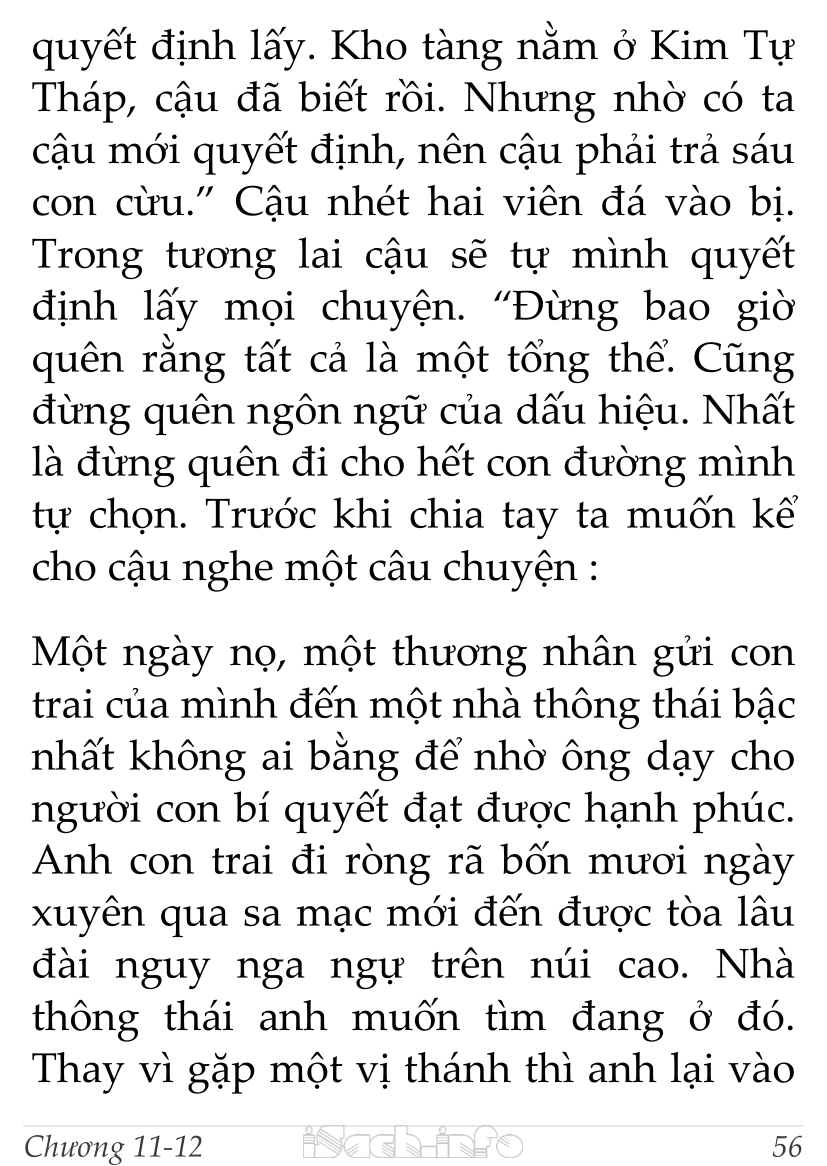 quyết định lấy. Kho tàng nằm ở Kim Tự
Tháp, cậu đã biết rồi. Nhưng nhờ có ta
cậu mới quyết định, nên cậu phải trả sáu
con cừu.” Cậu nhét hai viên đá vào bị.
Trong tương lai cậu sẽ tự mình quyết
định lấy mọi chuyện. “Đừng bao giờ
quên rằng tất cả là một tổng thể. Cũng
đừng quên ngôn ngữ của dấu hiệu. Nhất
là đừng quên đi cho hết con đường mình
tự chọn. Trước khi chia tay ta muốn kể
cho cậu nghe một câu chuyện :
Một ngày nọ, một thương nhân gửi con
trai của mình đến một nhà thông thái bậc
nhất không ai bằng để nhờ ông dạy cho
người con bí quyết đạt được hạnh phúc.
Anh con trai đi ròng rã bốn mươi ngày
xuyên qua sa mạc mới đến được tòa lâu
đài nguy nga ngự trên núi cao. Nhà
thông thái anh muốn tìm đang ở đó.
Thay vì gặp một vị thánh thì anh lại vào
Chương 11-12 iSach.info 56